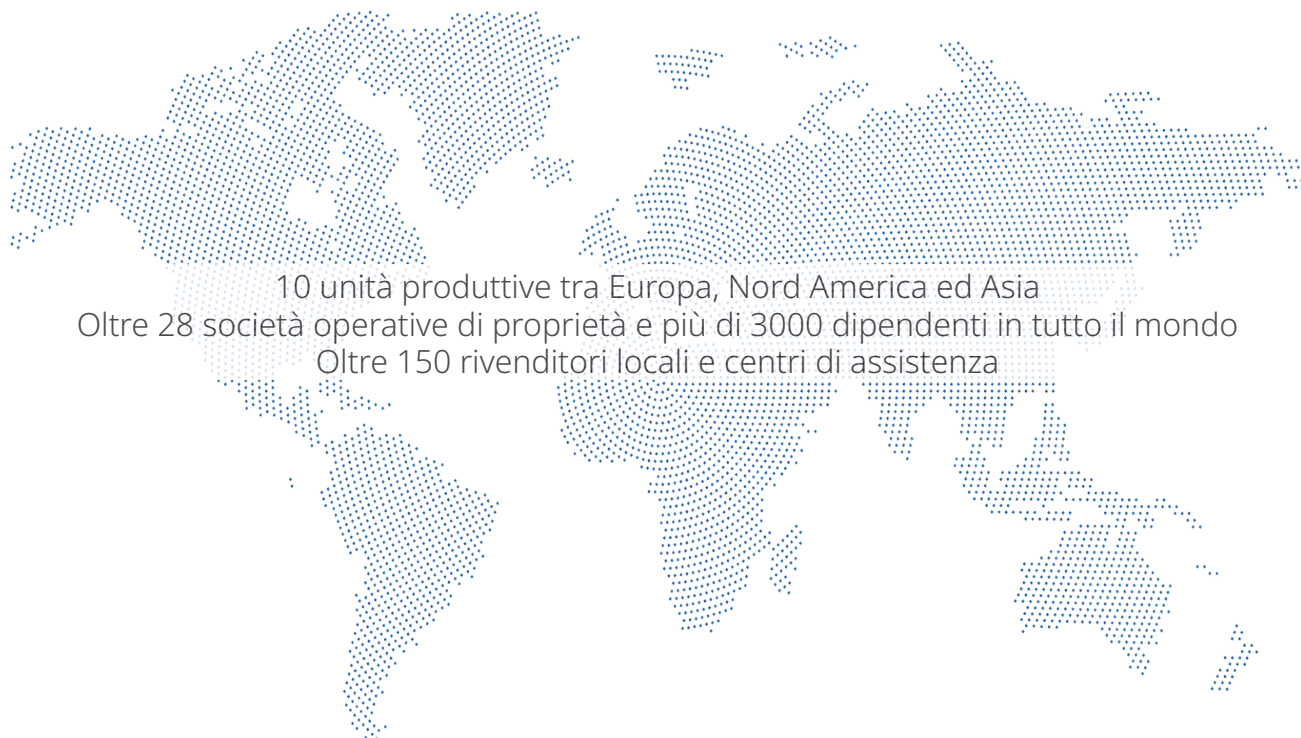 10 unità produttive tra Europa, Nord America ed Asia
Oltre 28 società operative di proprietà e più di 3000 dipendenti in tutto il mondo
Oltre 150 rivenditori locali e centri di assistenza